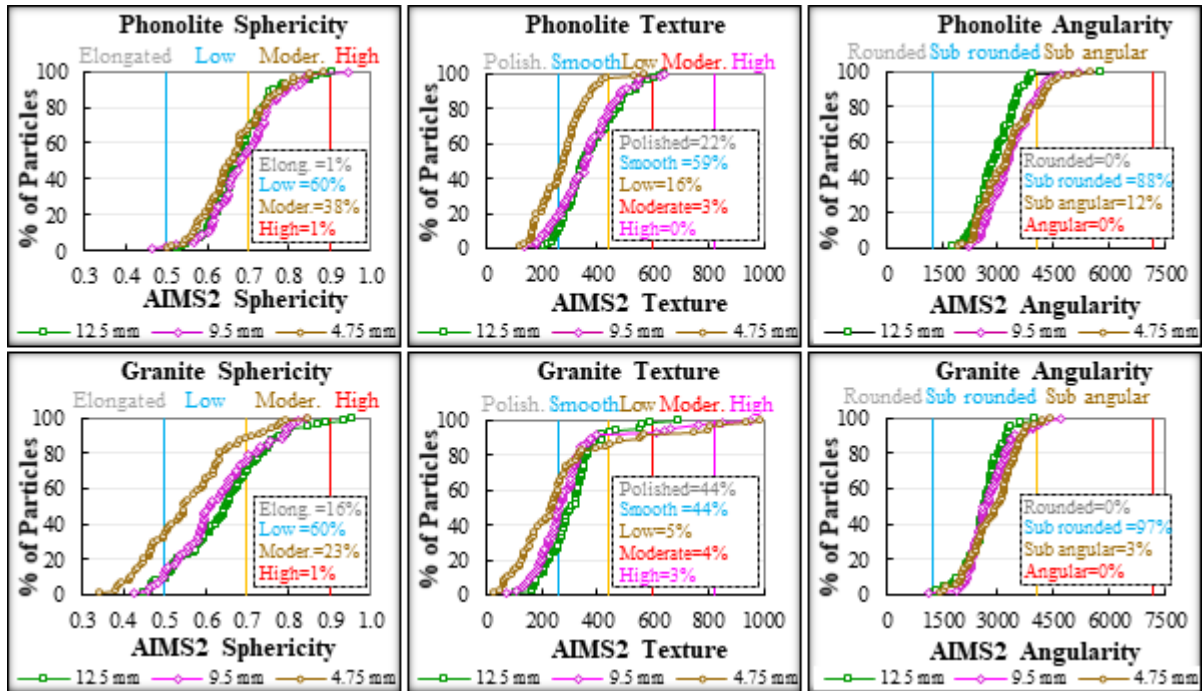 Phonolite Sphericity
Elongated Low Moder. High
100
80
60
40
20
0
% of Particles
Elong.=1%
Low=60%
Moder.=38%
High=1%
0.3 0.4 0.5 0.6 0.7 0.8 0.9 1.0
AIMS2 Sphericity
12.5 mm 9.5 mm 4.75 mm
Phonolite Texture
Polish. Smooth Low Moder. High
100
80
60
40
20
0
% of Particles
Polished=22%
Smooth =59%
Low=16%
Moderate=3%
High=0%
0 200 400 600 800 1000
AIMS2 Texture
12.5 mm 9.5 mm 4.75 mm
Phonolite Angularity
Rounded Sub rounded Sub angular
100
80
60
40
20
0
% of Particles
Rounded=0%
Sub rounded =88%
Sub angular=12%
Angular=0%
0 1500 3000 4500 6000 7500
AIMS2 Angularity
12.5 mm 9.5 mm 4.75 mm
Granite Sphericity
Elongated Low Moder. High
100
80
60
40
20
0
% of Particles
Elong.=16%
Low =60%
Moder.=23%
High=1%
0.3 0.4 0.5 0.6 0.7 0.8 0.9 1.0
AIMS2 Sphericity
12.5 mm 9.5 mm 4.75 mm
Granite Texture
Polish. Smooth Low Moder. High
100
80
60
40
20
0
% of Particles
Polished=44%
Smooth =44%
Low=5%
Moderate=4%
High=3%
0 200 400 600 800 1000
AIMS2 Texture
12.5 mm 9.5 mm 4.75 mm
Granite Angularity
Rounded Sub rounded Sub angular
100
80
60
40
20
0
% of Particles
Rounded=0%
Sub rounded=97%
Sub angular=3%
Angular=0%
0 1500 3000 4500 6000 7500
AIMS2 Angularity
12.5 mm 9.5 mm 4.75 mm